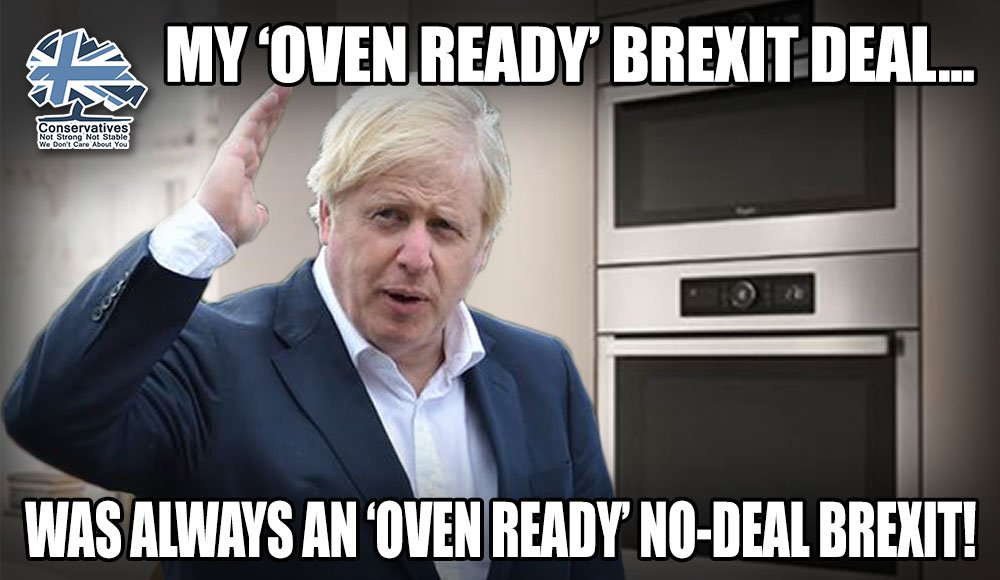 MY ‘OVEN READY’ BREXIT DEAL...
Conservatives
Not Strong Not Stable
We Don't Care About You
WAS ALWAYS AN ‘OVEN READY’ NO-DEAL BREXIT!